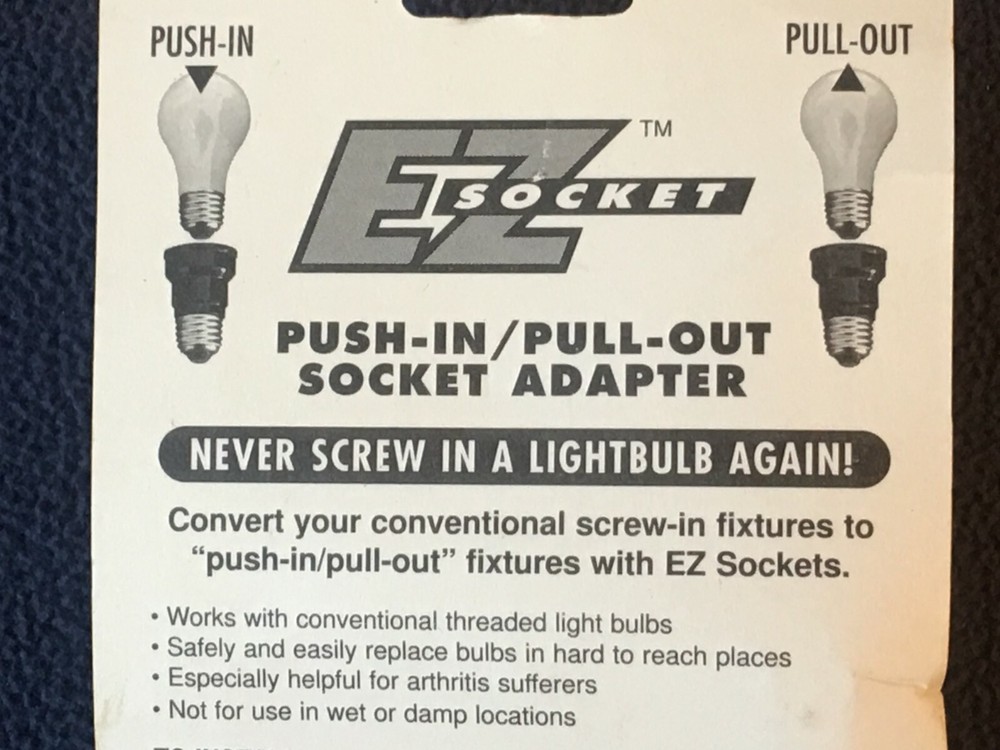 PUSH-IN
PULL-OUT
EZ SOCKET™
PUSH-IN/PULL-OUT
SOCKET ADAPTER
NEVER SCREW IN A LIGHTBULB AGAIN!
Convert your conventional screw-in fixtures to
“push-in/pull-out” fixtures with EZ Sockets.
• Works with conventional threaded light bulbs
• Safely and easily replace bulbs in hard to reach places
• Especially helpful for arthritis sufferers
• Not for use in wet or damp locations